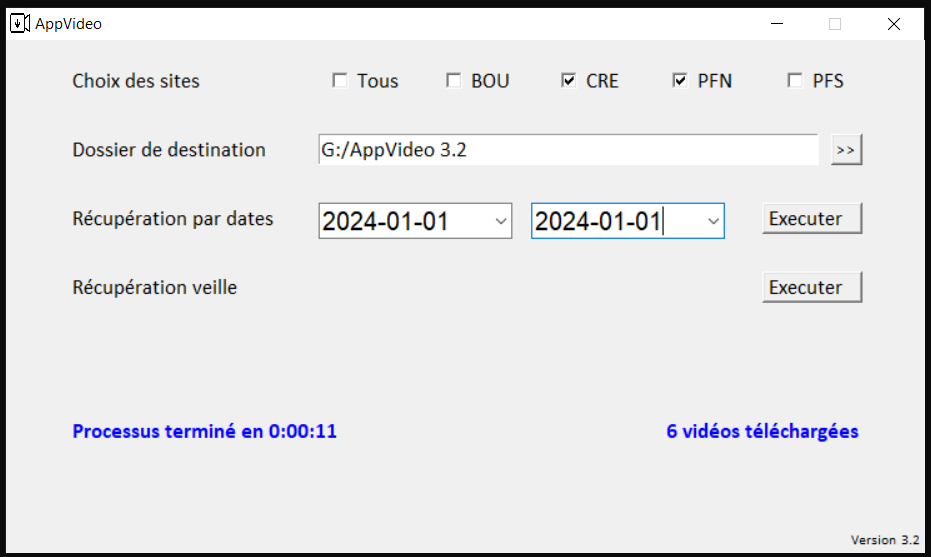 AppVideo
Choix des sites Tous BOU CRE PFN PFS
Dossier de destination G:/AppVideo 3.2 >>
Récupération par dates 2024-01-01 2024-01-01 Executer
Récupération veille Executer
Processus terminé en 0:00:11 6 vidéos téléchargées
Version 3.2